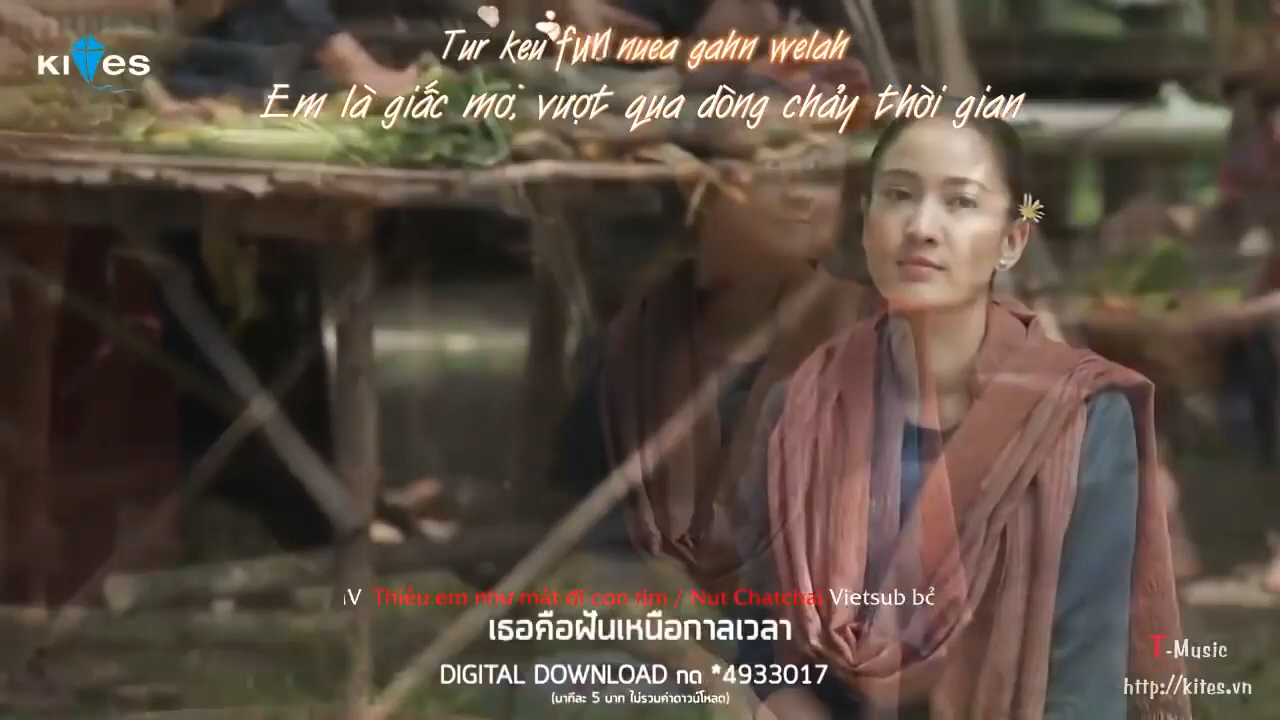 KITES
Tur keu fun nuea gahn welah
Em là giấc mơ, vượt qua dòng chảy thời gian
V Thiếu em như mất đi con tim / Nut Chatchai Vietsub bở
เธอคือฝันเหนือกาลเวลา
DIGITAL DOWNLOAD กด *4933017
(นาทีละ 5 บาท ไม่รวมค่าดาวน์โหลด)
T-Music
http://kites.vn